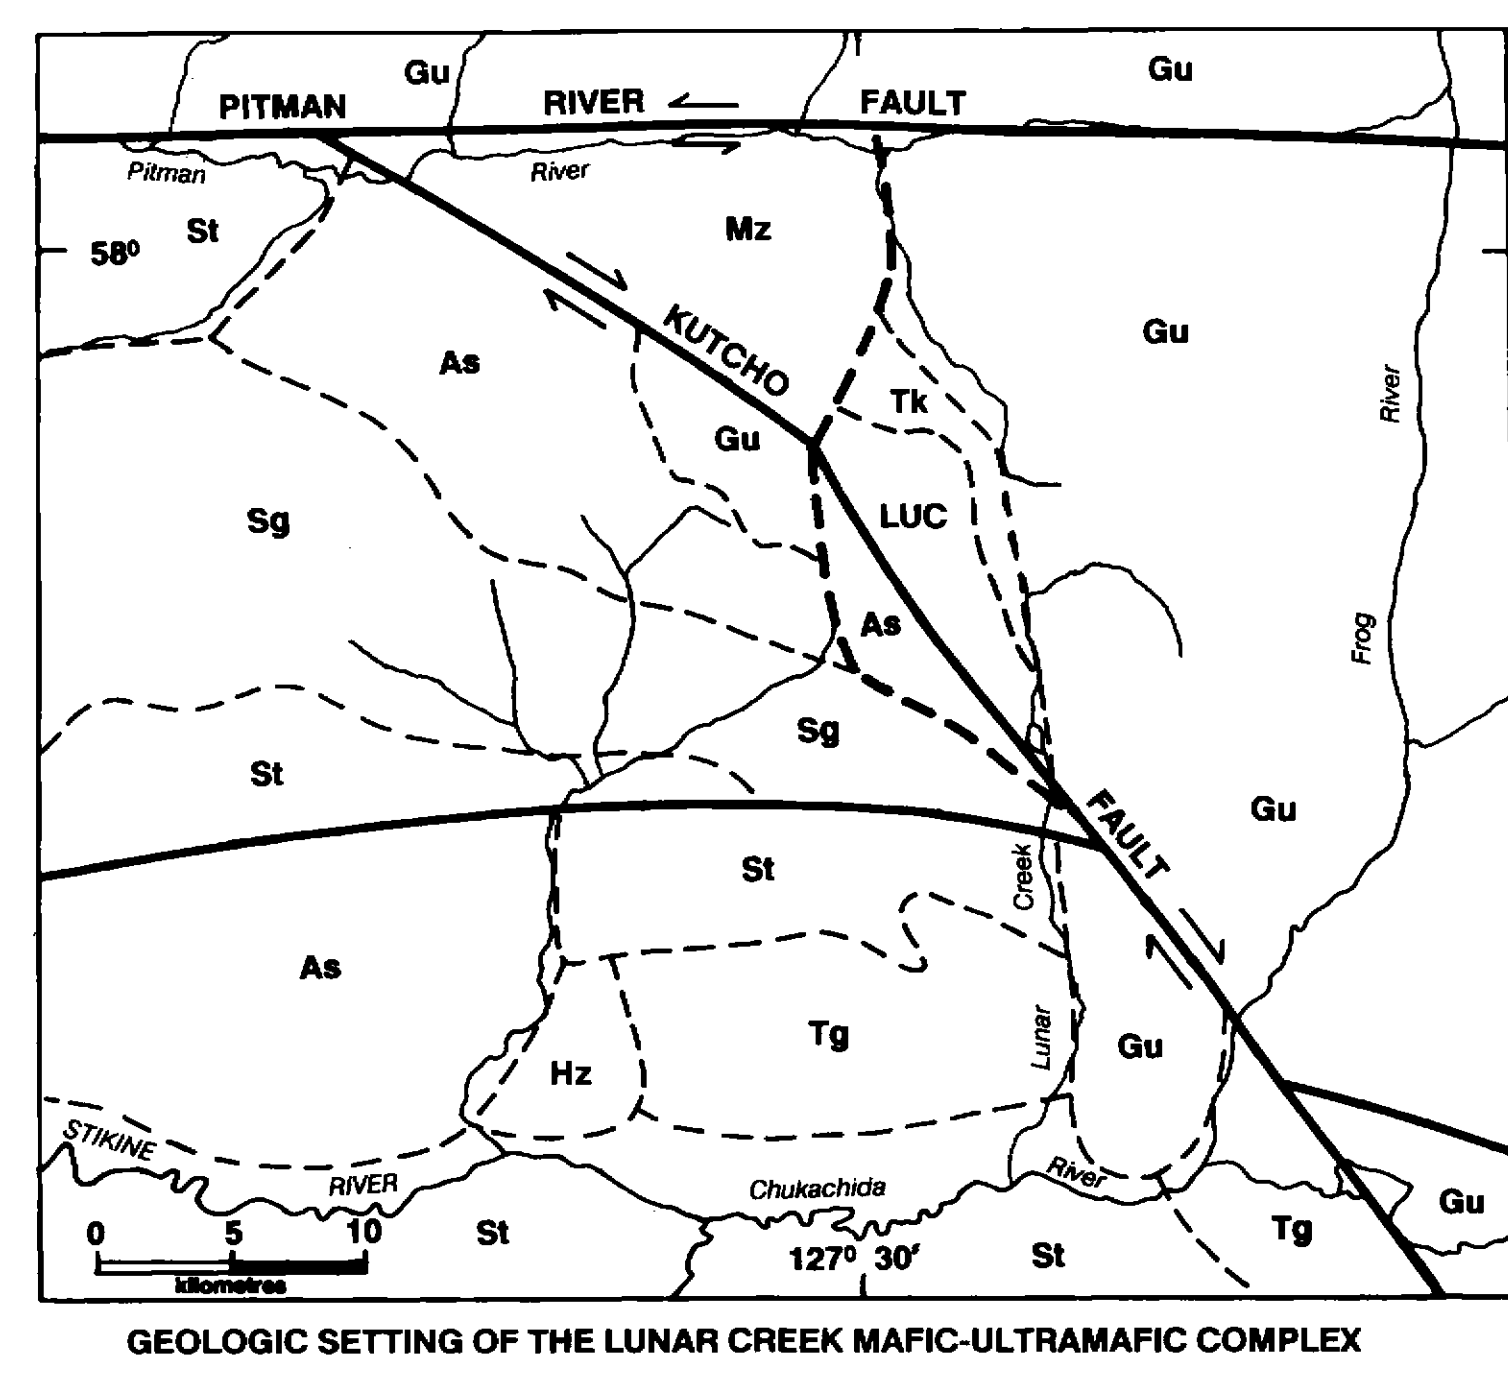 Gu
Gu
PITMAN RIVER FAULT
Pitman
River
St
58º
Mz
KUTCHO
Gu
As
River
Tk
Gu
Sg
LUC
As
Frog
Sg
St
FAULT
Gu
St
Creek
As
Tg
Lunar
Gu
Hz
STIKINE
RIVER
River
Chukachida
Gu
0 5 10
kilometres
St
127º 30′
St
Tg
GEOLOGIC SETTING OF THE LUNAR CREEK MAFIC-ULTRAMAFIC COMPLEX